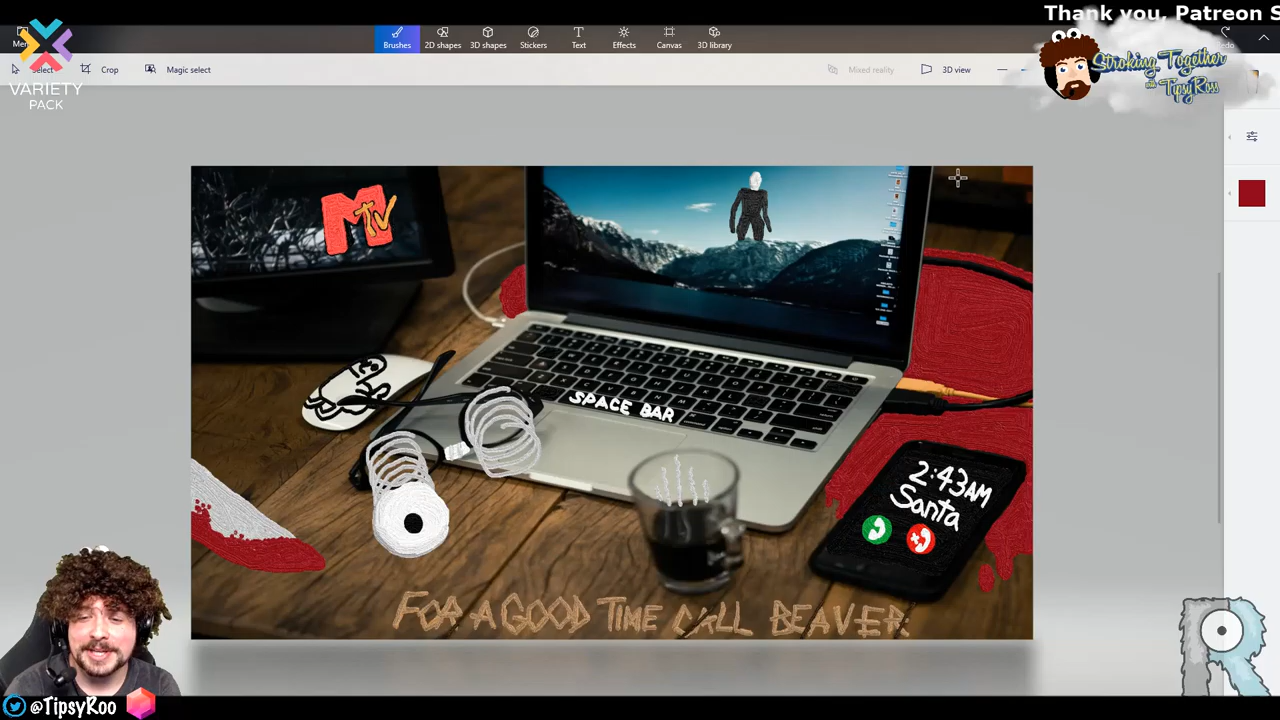 Thank you, Patreon S
Brushes
2D shapes
3D shapes
Stickers
Text
Effects
Canvas
3D library
Select
Crop
Magic select
Mixed reality
3D view
VARIETY
PACK
Stroking Together
with TipsyRoss
MTV
SPACE BAR
2:43AM
Santa
FOR A GOOD TIME CALL BEAVER
@TipsyRoo
R